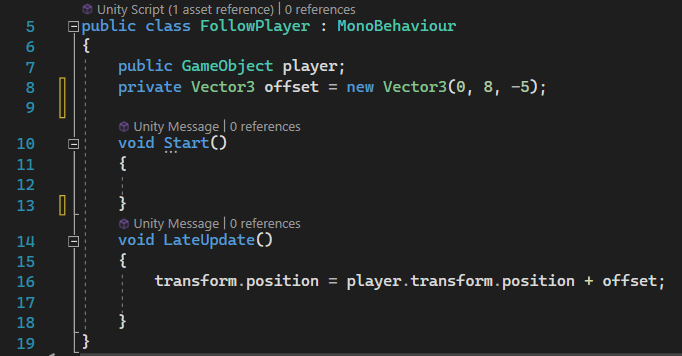 Unity Script (1 asset reference) | 0 references
5 public class FollowPlayer : MonoBehaviour
6 {
7 public GameObject player;
8 private Vector3 offset = new Vector3(0, 8, -5);
9
Unity Message | 0 references
10 void Start()
11 {
12
13 }
Unity Message | 0 references
14 void LateUpdate()
15 {
16 transform.position = player.transform.position + offset;
17
18 }
19 }